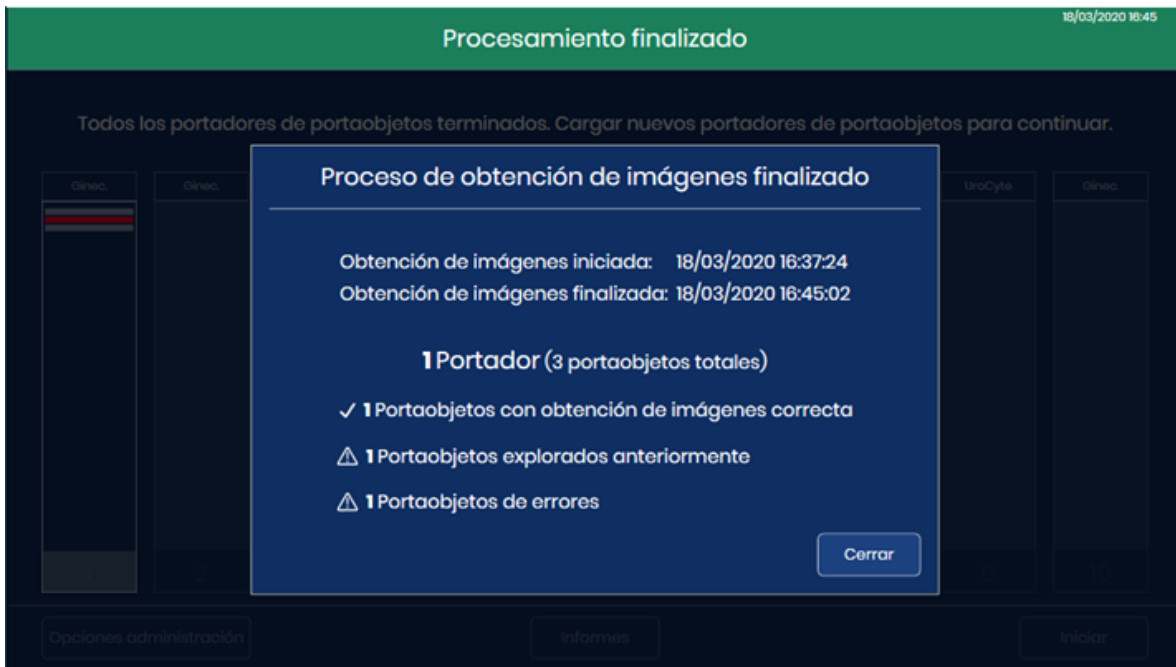 18/03/2020 16:45
Procesamiento finalizado
Todos los portadores de portaobjetos terminados. Cargar nuevos portadores de portaobjetos para continuar.
Ginec.
Ginec.
UroCyte
Ginec.
Proceso de obtención de imágenes finalizado
Obtención de imágenes iniciada: 18/03/2020 16:37:24
Obtención de imágenes finalizada: 18/03/2020 16:45:02
1 Portador (3 portaobjetos totales)
✓ 1 Portaobjetos con obtención de imágenes correcta
⚠ 1 Portaobjetos explorados anteriormente
⚠ 1 Portaobjetos de errores
Cerrar
1
2
9
10
Opciones administración
Informes
Iniciar